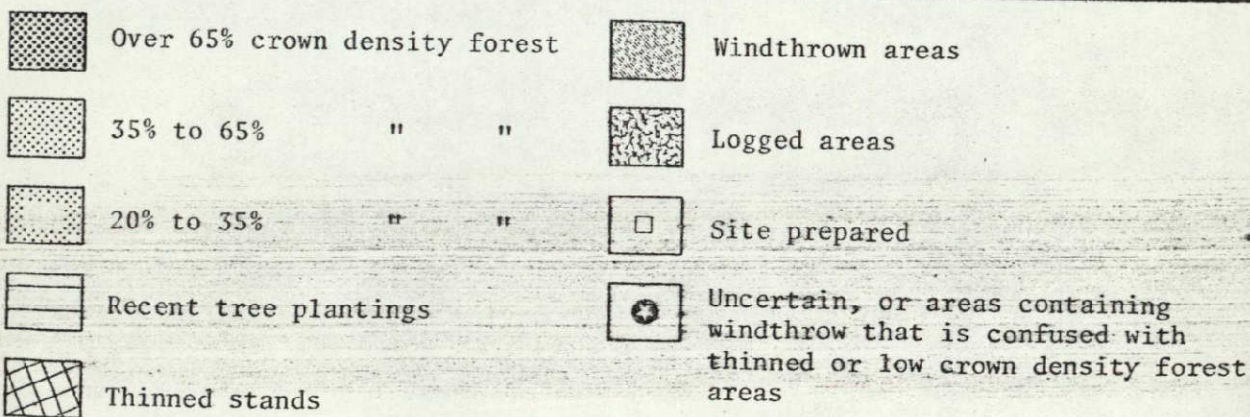 Over 65% crown density forest
35% to 65% " "
20% to 35% " "
Recent tree plantings
Thinned stands
Windthrown areas
Logged areas
Site prepared
Uncertain, or areas containing
windthrow that is confused with
thinned or low crown density forest
areas